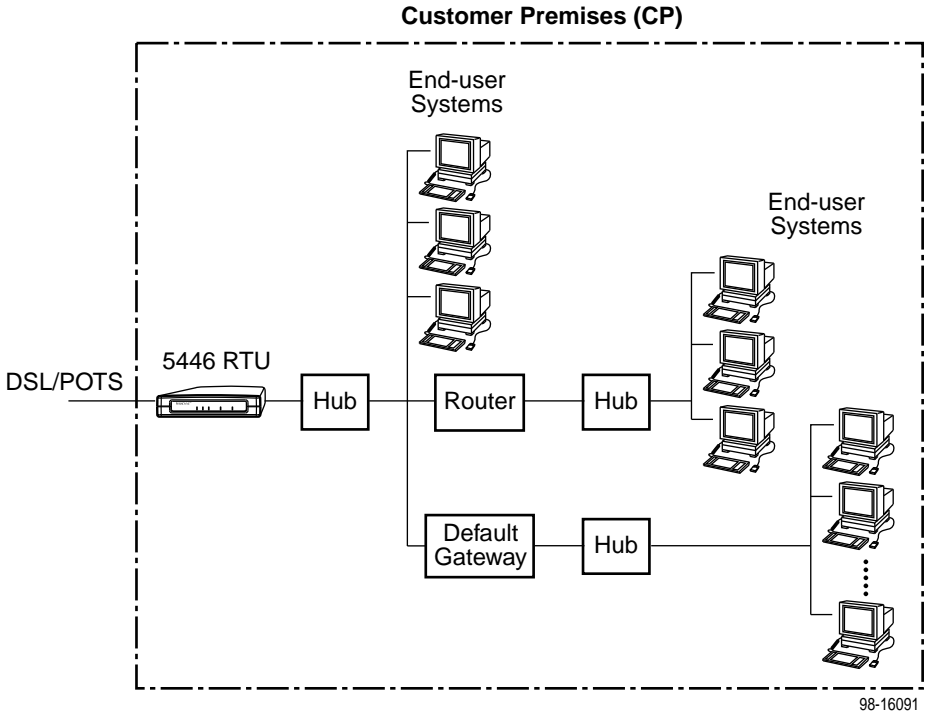 Customer Premises (CP)
End-user
Systems
End-user
Systems
5446 RTU
DSL/POTS
Hub
Router
Hub
Default
Gateway
Hub
98-16091